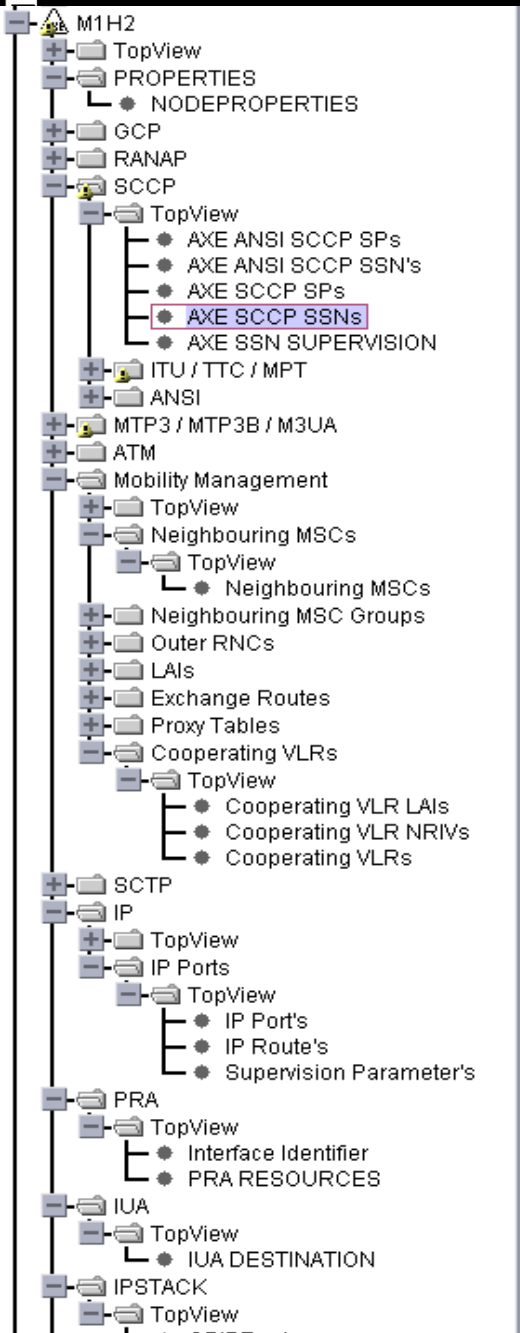 M1H2
TopView
PROPERTIES
NODEPROPERTIES
GCP
RANAP
SCCP
TopView
AXE ANSI SCCP SPs
AXE ANSI SCCP SSN's
AXE SCCP SPs
AXE SCCP SSNs
AXE SSN SUPERVISION
ITU / TTC / MPT
ANSI
MTP3 / MTP3B / M3UA
ATM
Mobility Management
TopView
Neighbouring MSCs
TopView
Neighbouring MSCs
Neighbouring MSC Groups
Outer RNCs
LAIs
Exchange Routes
Proxy Tables
Cooperating VLRs
TopView
Cooperating VLR LAIs
Cooperating VLR NRIVs
Cooperating VLRs
SCTP
IP
TopView
IP Ports
TopView
IP Port's
IP Route's
Supervision Parameter's
PRA
TopView
Interface Identifier
PRA RESOURCES
IUA
TopView
IUA DESTINATION
IPSTACK
TopView